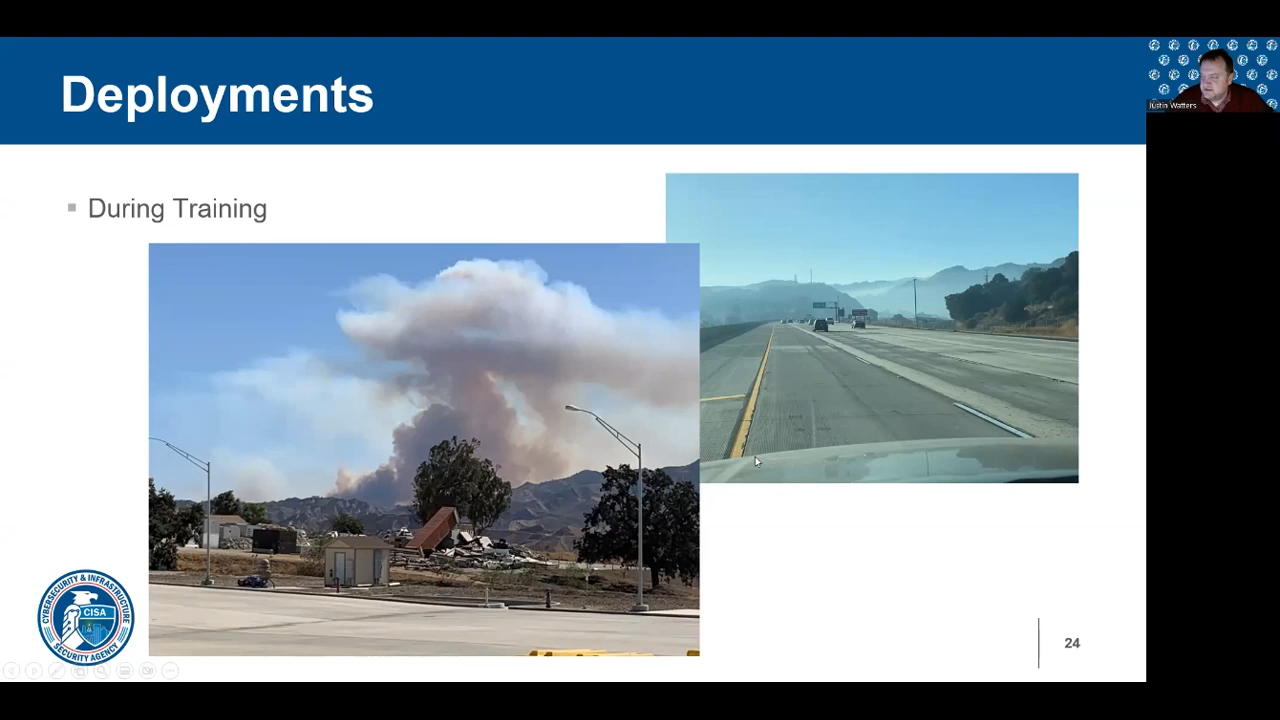 Deployments
Justin Watters
During Training
CYBERSECURITY & INFRASTRUCTURE
CISA
SECURITY AGENCY
24